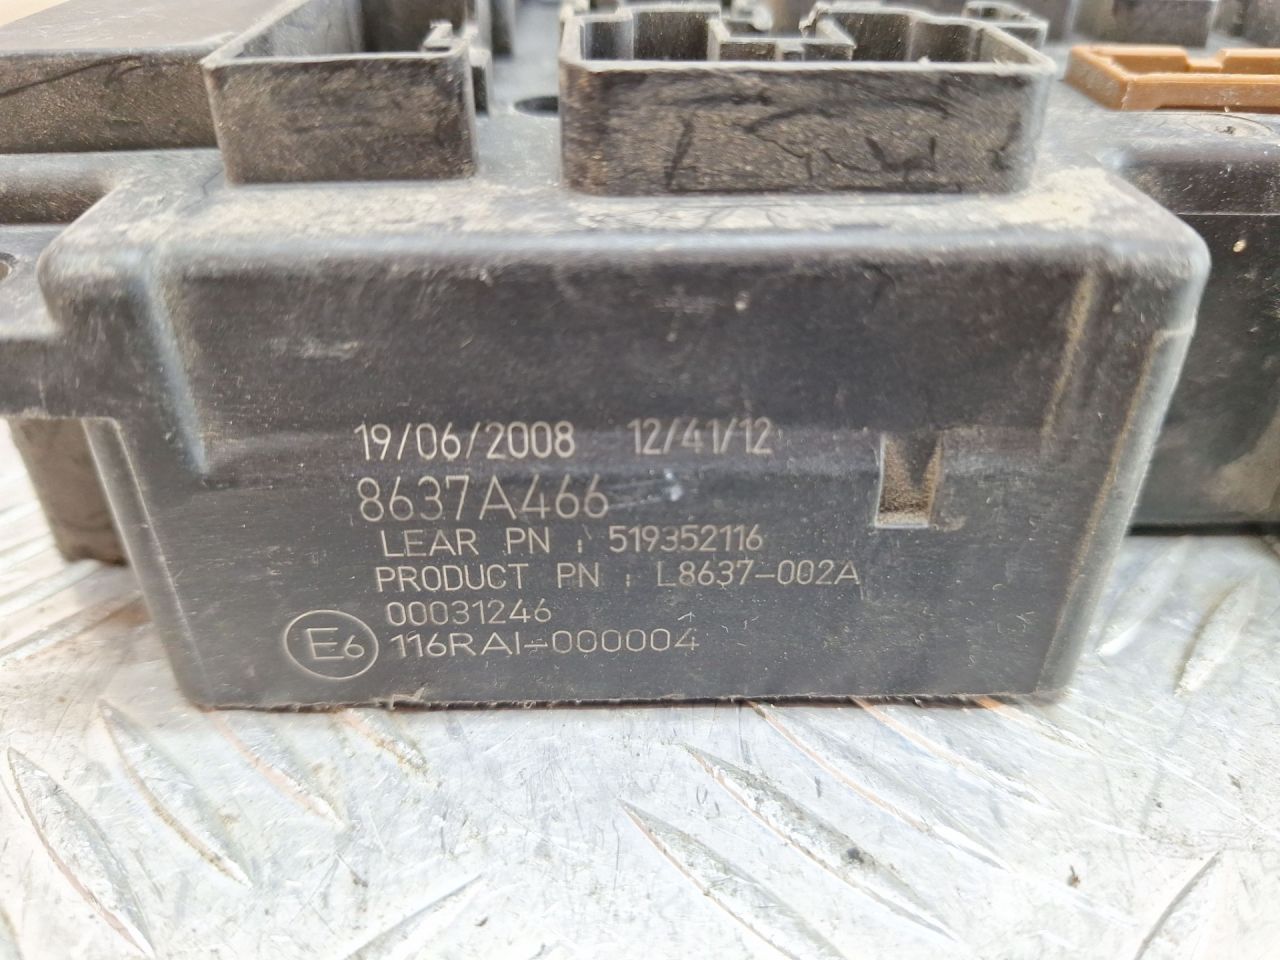 19/06/2008 12/41/12
8637A466
LEAR PN : 519352116
PRODUCT PN : L8637-002A
00031246
E6 116RAI-000004